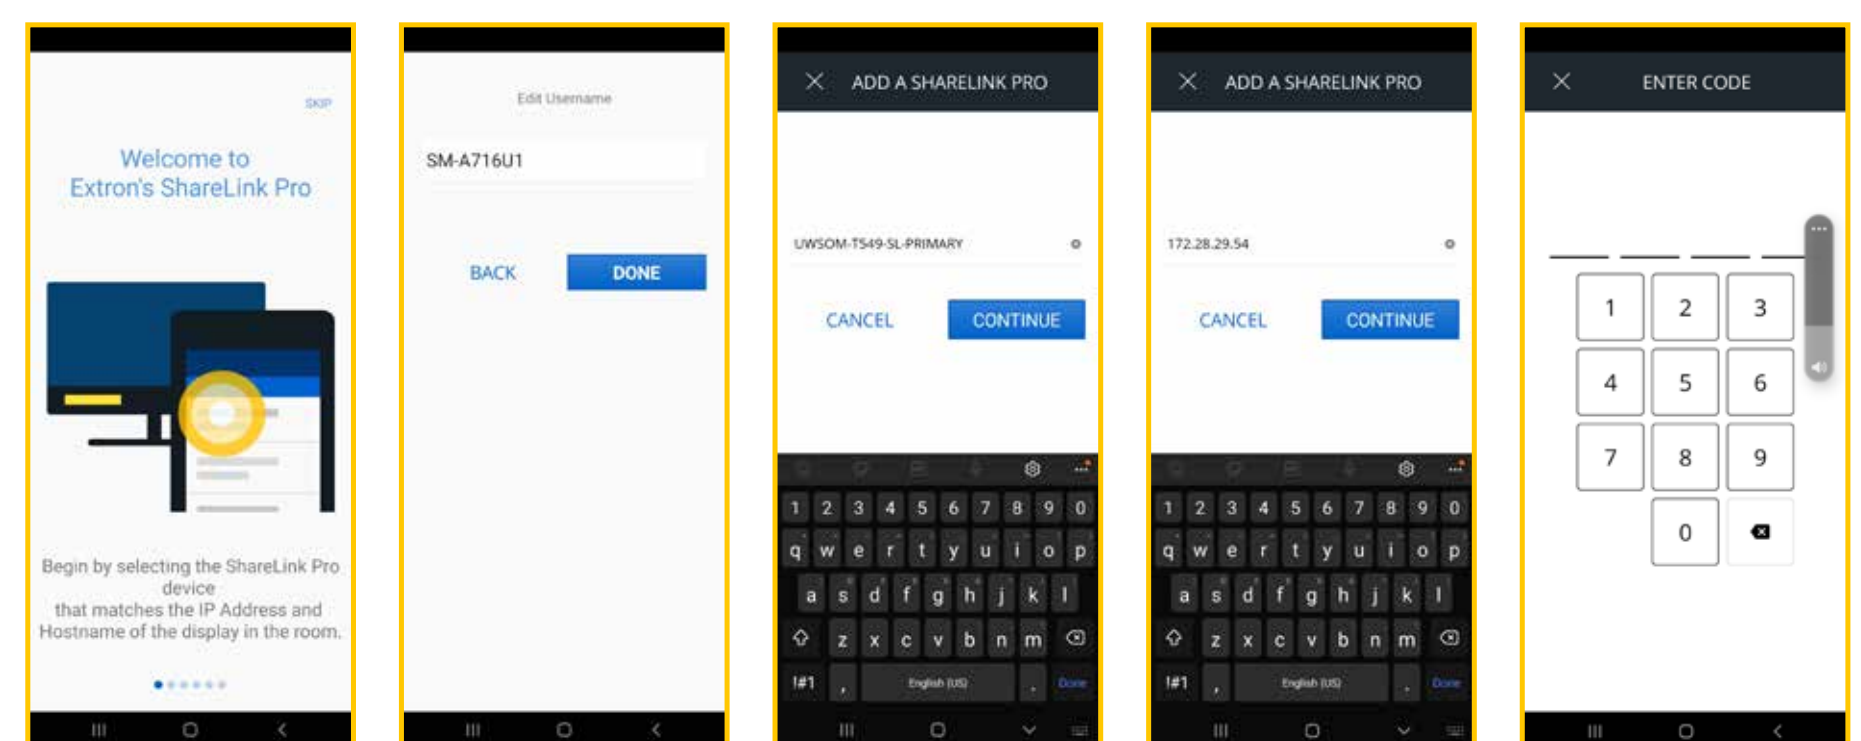 SKIP
Welcome to
Extron's ShareLink Pro
Begin by selecting the ShareLink Pro
device
that matches the IP Address and
Hostname of the display in the room.
Edit Username
SM-A716U1
BACK DONE
ADD A SHARELINK PRO
UWSOM-T549-SL-PRIMARY
CANCEL CONTINUE
1 2 3 4 5 6 7 8 9 0
q w e r t y u i o p
a s d f g h j k l
z x c v b n m
!#1 , English (US) . Done
ADD A SHARELINK PRO
172.28.29.54
CANCEL CONTINUE
1 2 3 4 5 6 7 8 9 0
q w e r t y u i o p
a s d f g h j k l
z x c v b n m
!#1 , English (US) . Done
ENTER CODE
1 2 3
4 5 6
7 8 9
0